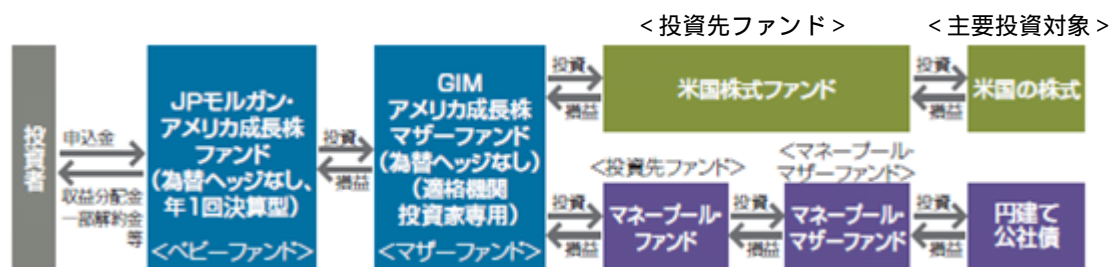 <投資先ファンド>
<主要投資対象>
投資者
申込金
収益分配金
一部解約金
等
JPモルガン・
アメリカ成長株
ファンド
(為替ヘッジなし、
年1回決算型)
<ベビーファンド>
投資
損益
GIM
アメリカ成長株
マザーファンド
(為替ヘッジなし)
(適格機関
投資家専用)
<マザーファンド>
投資
損益
米国株式ファンド
投資
損益
米国の株式
投資
損益
<投資先ファンド>
マネープール・
ファンド
投資
損益
<マネープール・
マザーファンド>
マネープール・
マザーファンド
投資
損益
円建て
公社債